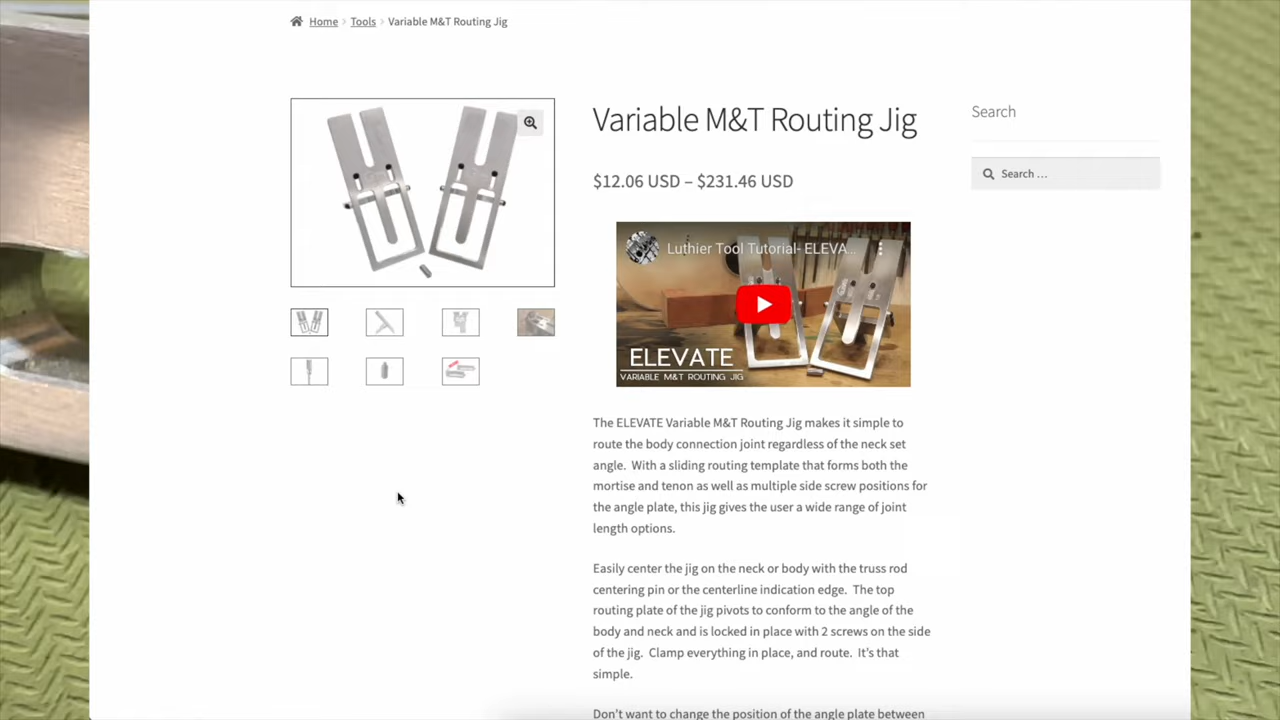 Home > Tools > Variable M&T Routing Jig
Variable M&T Routing Jig
$12.06 USD – $231.46 USD
Luthier Tool Tutorial- ELEVA...
ELEVATE
VARIABLE M&T ROUTING JIG
The ELEVATE Variable M&T Routing Jig makes it simple to
route the body connection joint regardless of the neck set
angle.  With a sliding routing template that forms both the
mortise and tenon as well as multiple side screw positions for
the angle plate, this jig gives the user a wide range of joint
length options.
Easily center the jig on the neck or body with the truss rod
centering pin or the centerline indication edge.  The top
routing plate of the jig pivots to conform to the angle of the
body and neck and is locked in place with 2 screws on the side
of the jig.  Clamp everything in place, and route.  It's that
simple.
Don't want to change the position of the angle plate between
Search
Search …